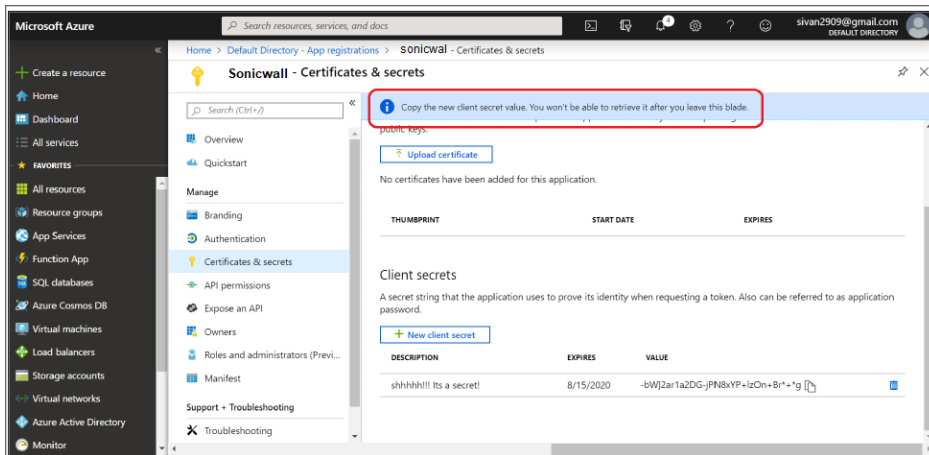 Microsoft Azure
Search resources, services, and docs
4
sivan2909@gmail.com
DEFAULT DIRECTORY
Home > Default Directory - App registrations > sonicwal - Certificates & secrets
Sonicwall - Certificates & secrets
Create a resource
Home
Dashboard
All services
FAVORITES
All resources
Resource groups
App Services
Function App
SQL databases
Azure Cosmos DB
Virtual machines
Load balancers
Storage accounts
Virtual networks
Azure Active Directory
Monitor
Search (Ctrl+/)
Overview
Quickstart
Manage
Branding
Authentication
Certificates & secrets
API permissions
Expose an API
Owners
Roles and administrators (Previ...
Manifest
Support + Troubleshooting
Troubleshooting
Copy the new client secret value. You won't be able to retrieve it after you leave this blade.
public keys.
Upload certificate
No certificates have been added for this application.
THUMBPRINT START DATE EXPIRES
Client secrets
A secret string that the application uses to prove its identity when requesting a token. Also can be referred to as application
password.
New client secret
DESCRIPTION EXPIRES VALUE
shhhhh!!! Its a secret! 8/15/2020 -bWJ2ar1a2DG-jPN8xYP+lzOn+Br*+*g